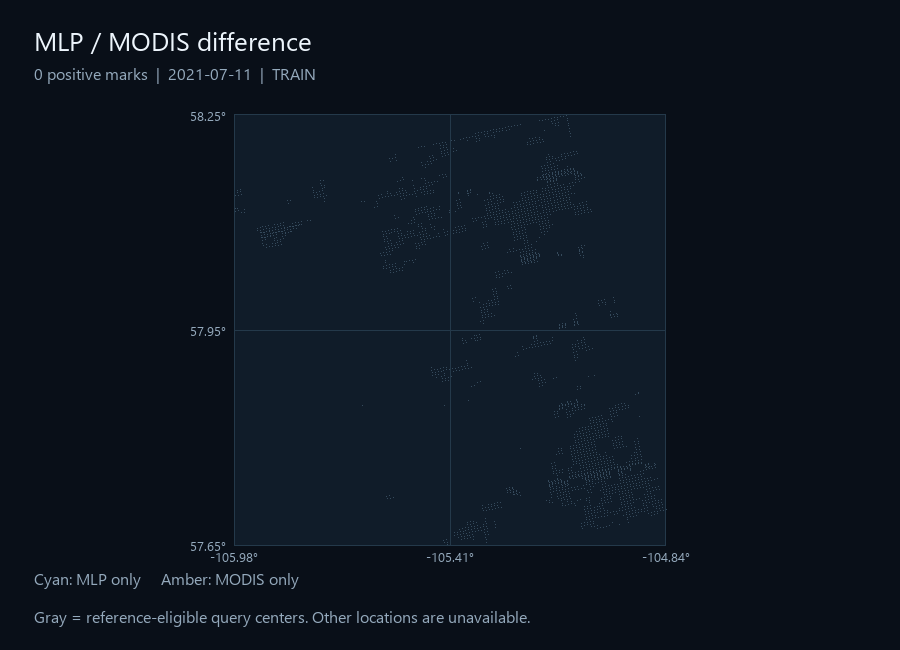 MLP / MODIS difference
0 positive marks | 2021-07-11 | TRAIN
58.25°
57.95°
57.65°
-105.98° -105.41° -104.84°
Cyan: MLP only Amber: MODIS only
Gray = reference-eligible query centers. Other locations are unavailable.